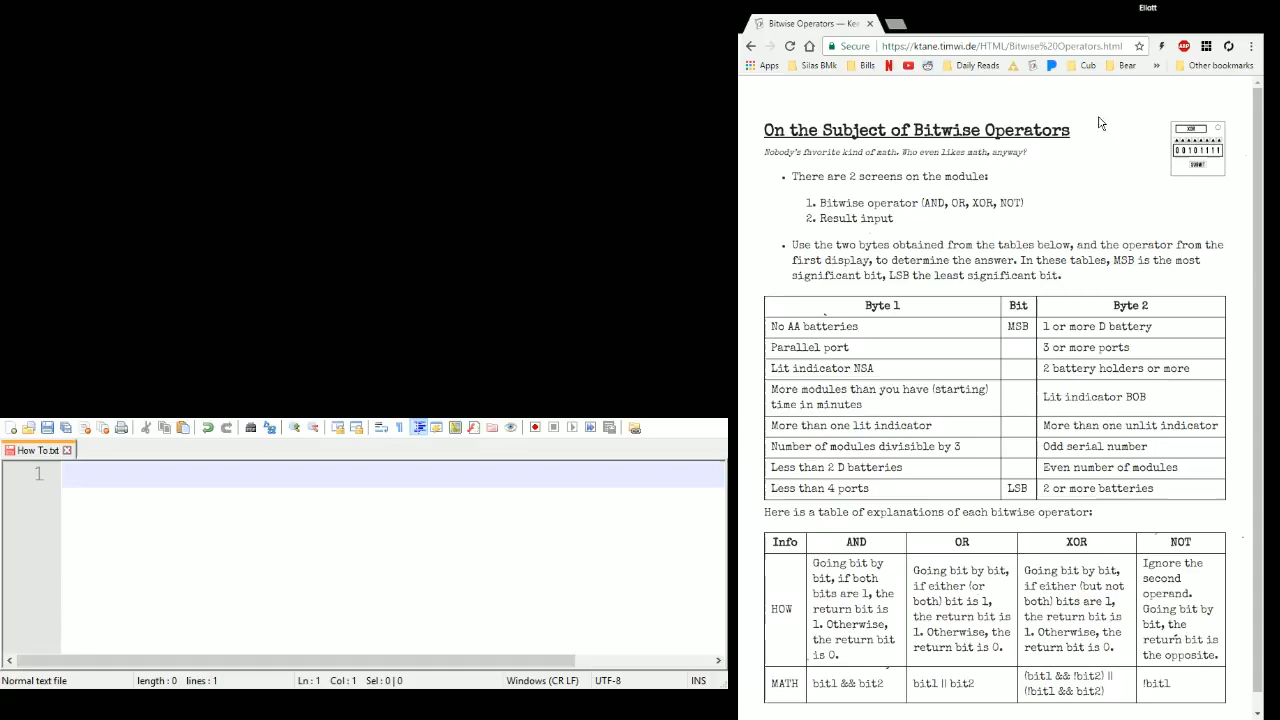 Eliott
Bitwise Operators — Kee
Secure | https://ktane.timwi.de/HTML/Bitwise%20Operators.html
Apps Silas BMk Bills Daily Reads Cub Bear » Other bookmarks
On the Subject of Bitwise Operators
Nobody's favorite kind of math. Who even likes math, anyway?
XOR
00101111
SUBMIT
• There are 2 screens on the module:
1. Bitwise operator (AND, OR, XOR, NOT)
2. Result input
• Use the two bytes obtained from the tables below, and the operator from the
first display, to determine the answer. In these tables, MSB is the most
significant bit, LSB the least significant bit.
Byte 1 Bit Byte 2
No AA batteries MSB 1 or more D battery
Parallel port 3 or more ports
Lit indicator NSA 2 battery holders or more
More modules than you have (starting)
time in minutes Lit indicator BOB
More than one lit indicator More than one unlit indicator
Number of modules divisible by 3 Odd serial number
Less than 2 D batteries Even number of modules
Less than 4 ports LSB 2 or more batteries
Here is a table of explanations of each bitwise operator:
Info AND OR XOR NOT
HOW
Going bit by
bit, if both
bits are 1, the
return bit is
1. Otherwise,
the return bit
is 0.
Going bit by bit,
if either (or
both) bit is 1,
the return bit is
1. Otherwise, the
return bit is 0.
Going bit by bit,
if either (but not
both) bits are 1,
the return bit is
1. Otherwise, the
return bit is 0.
Ignore the
second
operand.
Going bit by
bit, the
return bit is
the opposite.
MATH
bit1 && bit2
bit1 || bit2
(bit1 && !bit2) ||
(!bit1 && bit2)
!bit1
How To.txt
1
Normal text file length : 0 lines : 1 Ln : 1 Col : 1 Sel : 0 | 0 Windows (CR LF) UTF-8 INS